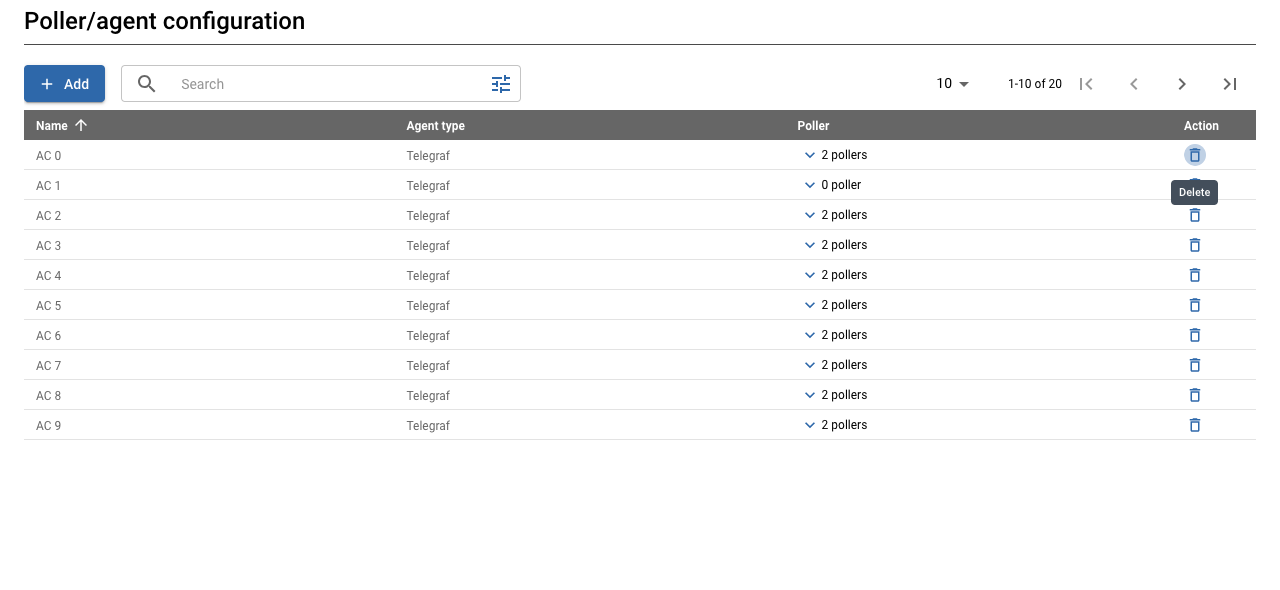 Poller/agent configuration
Add
Search
10
1-10 of 20
Name Agent type Poller Action
AC 0 Telegraf 2 pollers
AC 1 Telegraf 0 poller
Delete
AC 2 Telegraf 2 pollers
AC 3 Telegraf 2 pollers
AC 4 Telegraf 2 pollers
AC 5 Telegraf 2 pollers
AC 6 Telegraf 2 pollers
AC 7 Telegraf 2 pollers
AC 8 Telegraf 2 pollers
AC 9 Telegraf 2 pollers